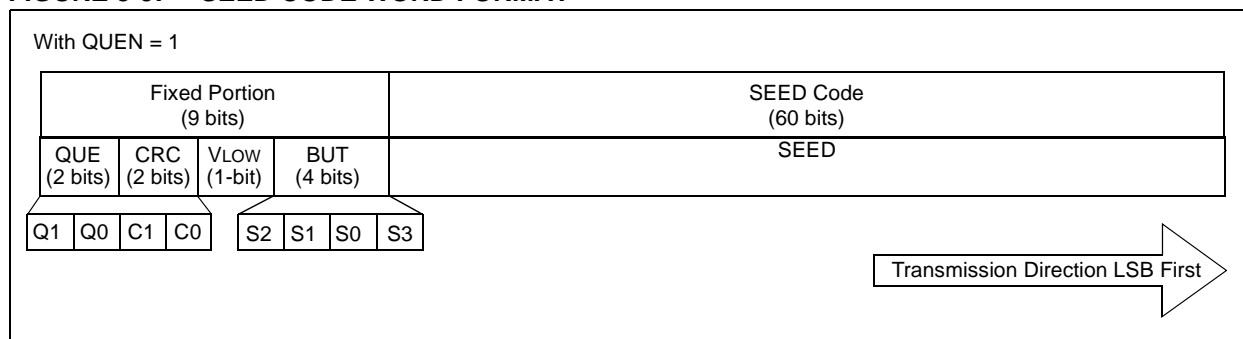 With QUEN = 1
Fixed Portion
(9 bits)
SEED Code
(60 bits)
QUE
(2 bits)
CRC
(2 bits)
VLOW
(1-bit)
BUT
(4 bits)
SEED
Q1 Q0 C1 C0 S2 S1 S0 S3
Transmission Direction LSB First